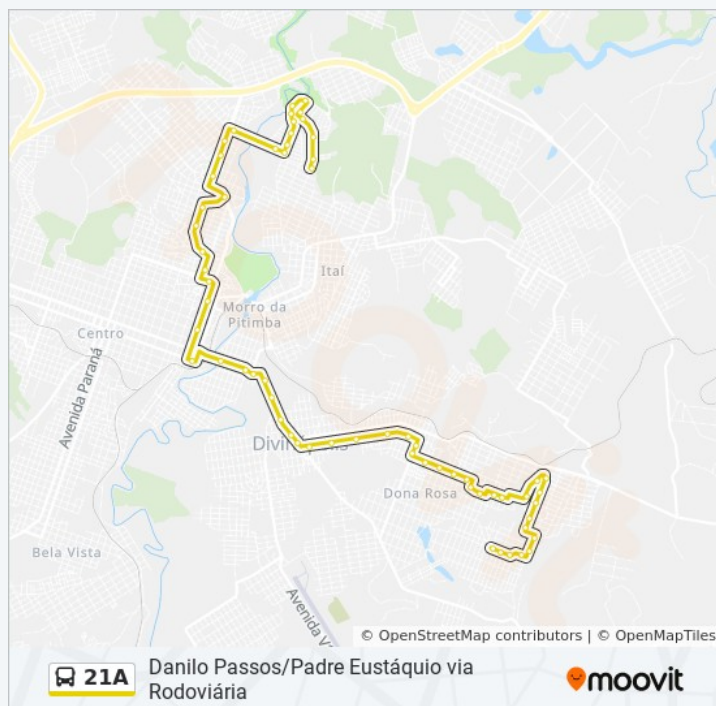 Itaí
Morro da
Pitimba
Centro
Avenida Paraná
Dona Rosa
Bela Vista
© OpenStreetMap contributors | © OpenMapTiles
21A
Danilo Passos/Padre Eustáquio via
Rodoviária
moovit